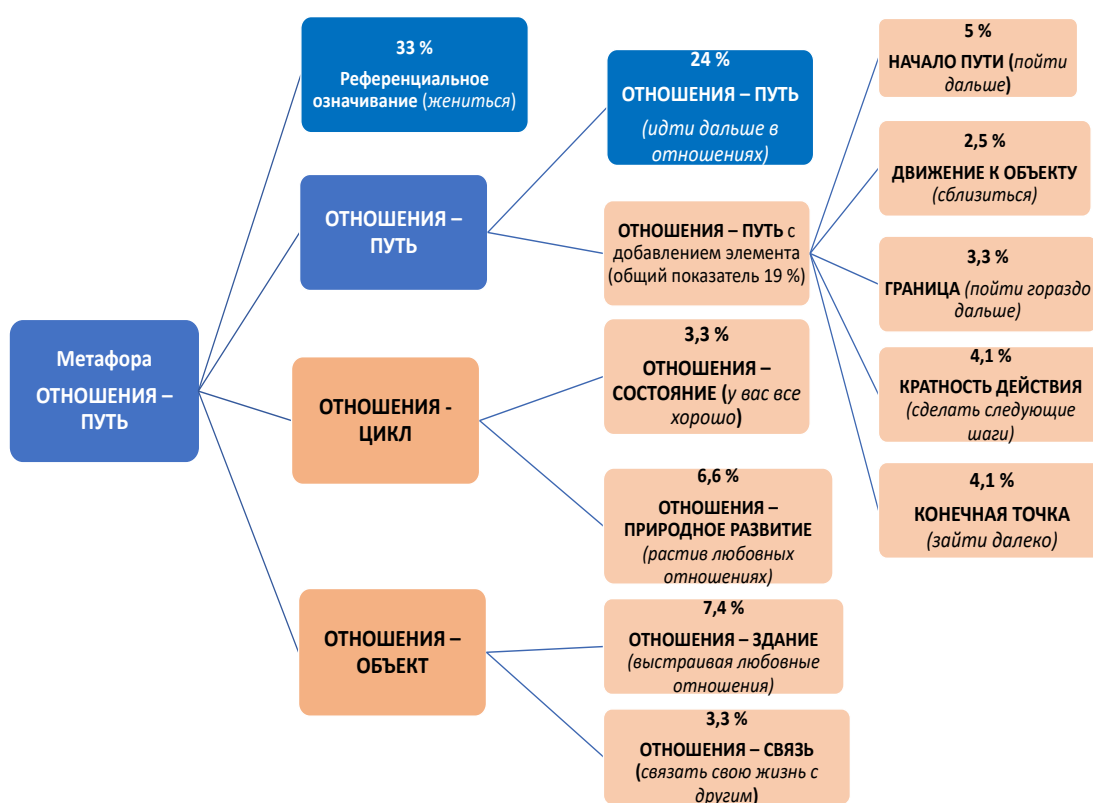 Метафора
ОТНОШЕНИЯ –
ПУТЬ
33 %
Референциальное
означивание (жениться)
ОТНОШЕНИЯ –
ПУТЬ
ОТНОШЕНИЯ -
ЦИКЛ
ОТНОШЕНИЯ –
ОБЪЕКТ
24 %
ОТНОШЕНИЯ – ПУТЬ
(идти дальше в
отношениях)
ОТНОШЕНИЯ – ПУТЬ с
добавлением элемента
(общий показатель 19 %)
3,3 %
ОТНОШЕНИЯ –
СОСТОЯНИЕ (у вас все
хорошо)
6,6 %
ОТНОШЕНИЯ –
ПРИРОДНОЕ РАЗВИТИЕ
(растив любовных
отношениях)
7,4 %
ОТНОШЕНИЯ – ЗДАНИЕ
(выстраивая любовные
отношения)
3,3 %
ОТНОШЕНИЯ – СВЯЗЬ
(связать свою жизнь с
другим)
5 %
НАЧАЛО ПУТИ (пойти
дальше)
2,5 %
ДВИЖЕНИЕ К ОБЪЕКТУ
(сблизиться)
3,3 %
ГРАНИЦА (пойти гораздо
дальше)
4,1 %
КРАТНОСТЬ ДЕЙСТВИЯ
(сделать следующие
шаги)
4,1 %
КОНЕЧНАЯ ТОЧКА
(зайти далеко)